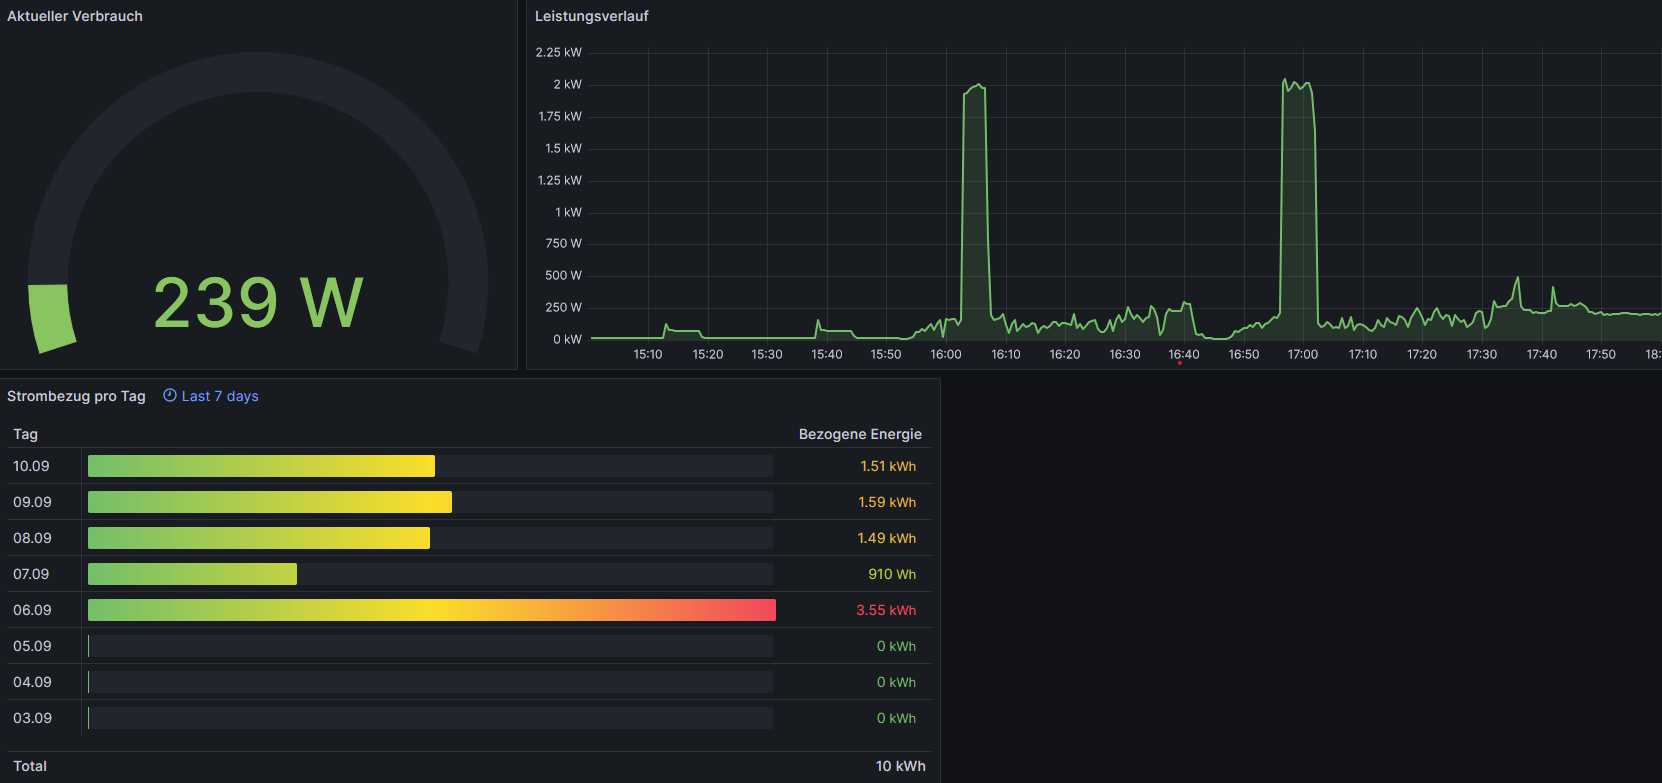 Aktueller Verbrauch
239 W
Leistungsverlauf
2.25 kW
2 kW
1.75 kW
1.5 kW
1.25 kW
1 kW
750 W
500 W
250 W
0 kW
15:10 15:20 15:30 15:40 15:50 16:00 16:10 16:20 16:30 16:40 16:50 17:00 17:10 17:20 17:30 17:40 17:50 18:
Strombezug pro Tag Last 7 days
Tag Bezogene Energie
10.09 1.51 kWh
09.09 1.59 kWh
08.09 1.49 kWh
07.09 910 Wh
06.09 3.55 kWh
05.09 0 kWh
04.09 0 kWh
03.09 0 kWh
Total 10 kWh